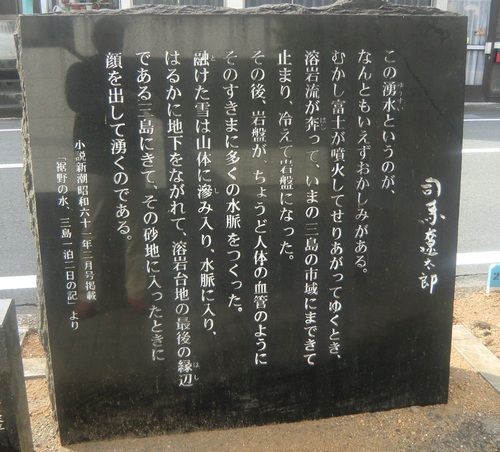 この湧水というのが、
なんともいえずおかしみがある。
むかし富士が噴火してせりあがってゆくとき、
溶岩流が奔って、いまの三島の市域にまできて
止まり、冷えて岩盤になった。
その後、岩盤が、ちょうど人体の血管のように
そのすきまに多くの水脈をつくった。
融けた雪は山体に滲み入り、水脈に入り、
はるかに地下をながれて、溶岩台地の最後の縁辺
である三島にきて、その砂地に入ったときに
顔を出して湧くのである。
小説新潮昭和六十一年二月号掲載
「裾野の水、三島一泊二日の記」より
司馬遼太郎